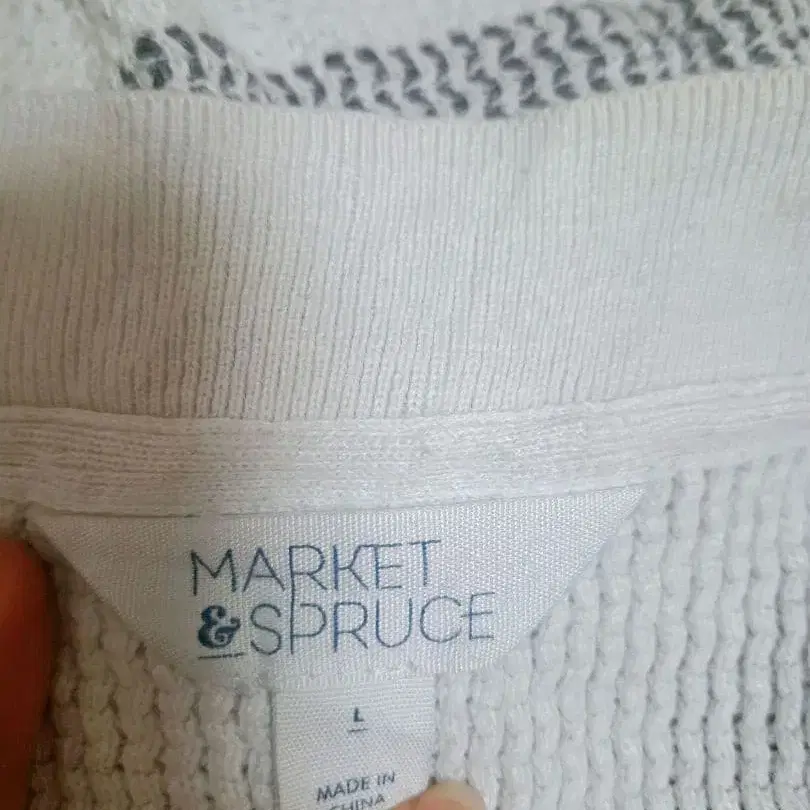 MARKET
& SPRUCE
L
MADE IN
CHINA